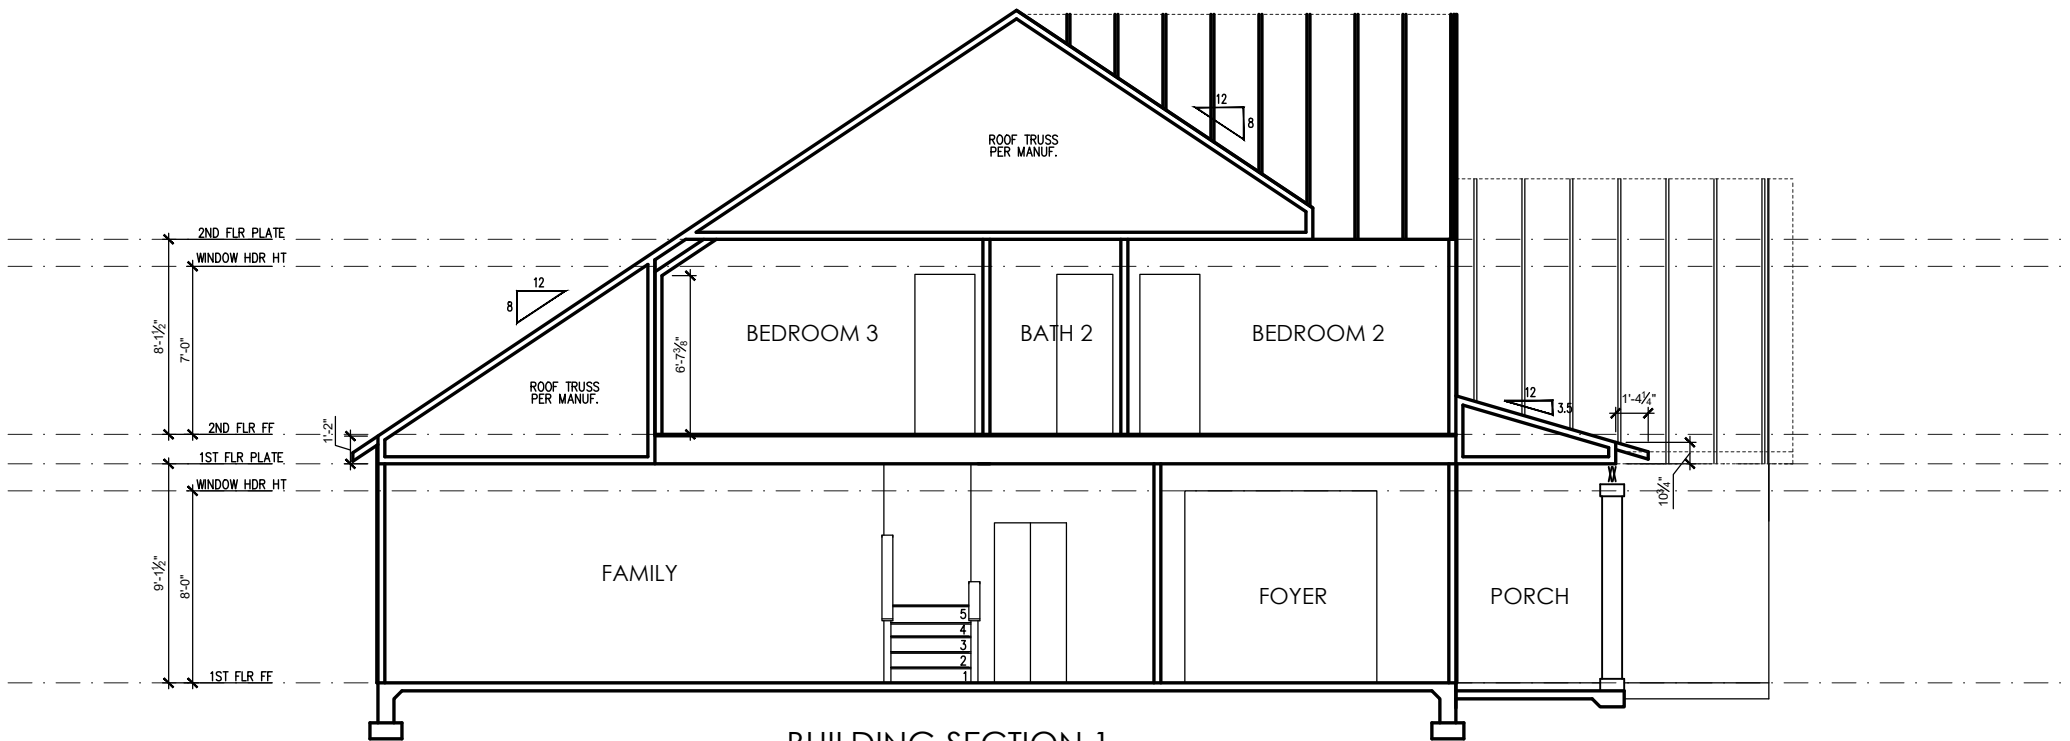 12
8
ROOF TRUSS
PER MANUF.
2ND FLR PLATE
WINDOW HDR HT
12
8
8'-1½"
7'-0"
6'-7⅜"
BEDROOM 3
BATH 2
BEDROOM 2
ROOF TRUSS
PER MANUF.
12
3.5
1'-4¼"
1'-2"
2ND FLR FF
1ST FLR PLATE
WINDOW HDR HT
10¾"
9'-1½"
8'-0"
FAMILY
FOYER
PORCH
5
4
3
2
1
1ST FLR FF
BUILDING SECTION 1